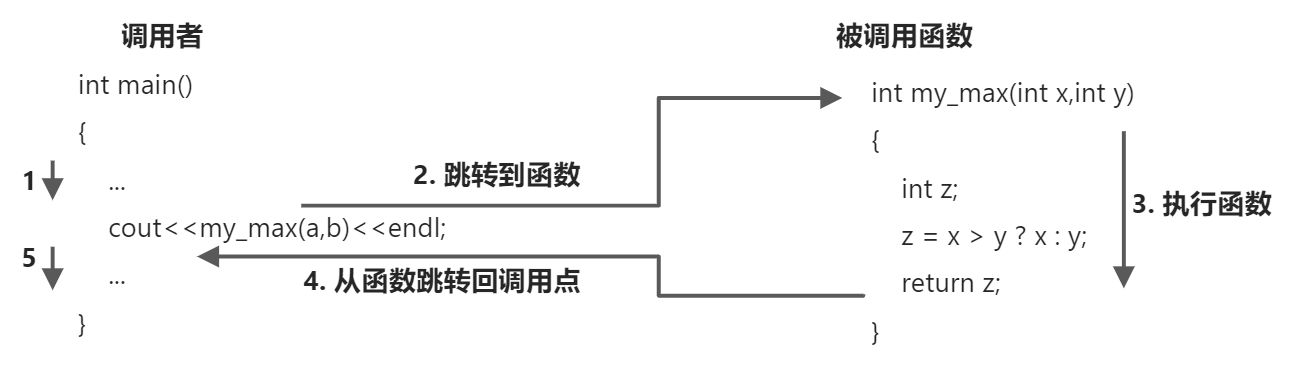 调用者
int main()
{
1
...
2. 跳转到函数
cout<<my_max(a,b)<<endl;
5
...
4. 从函数跳转回调用点
}
被调用函数
int my_max(int x,int y)
{
int z;
3. 执行函数
z = x > y ? x : y;
return z;
}